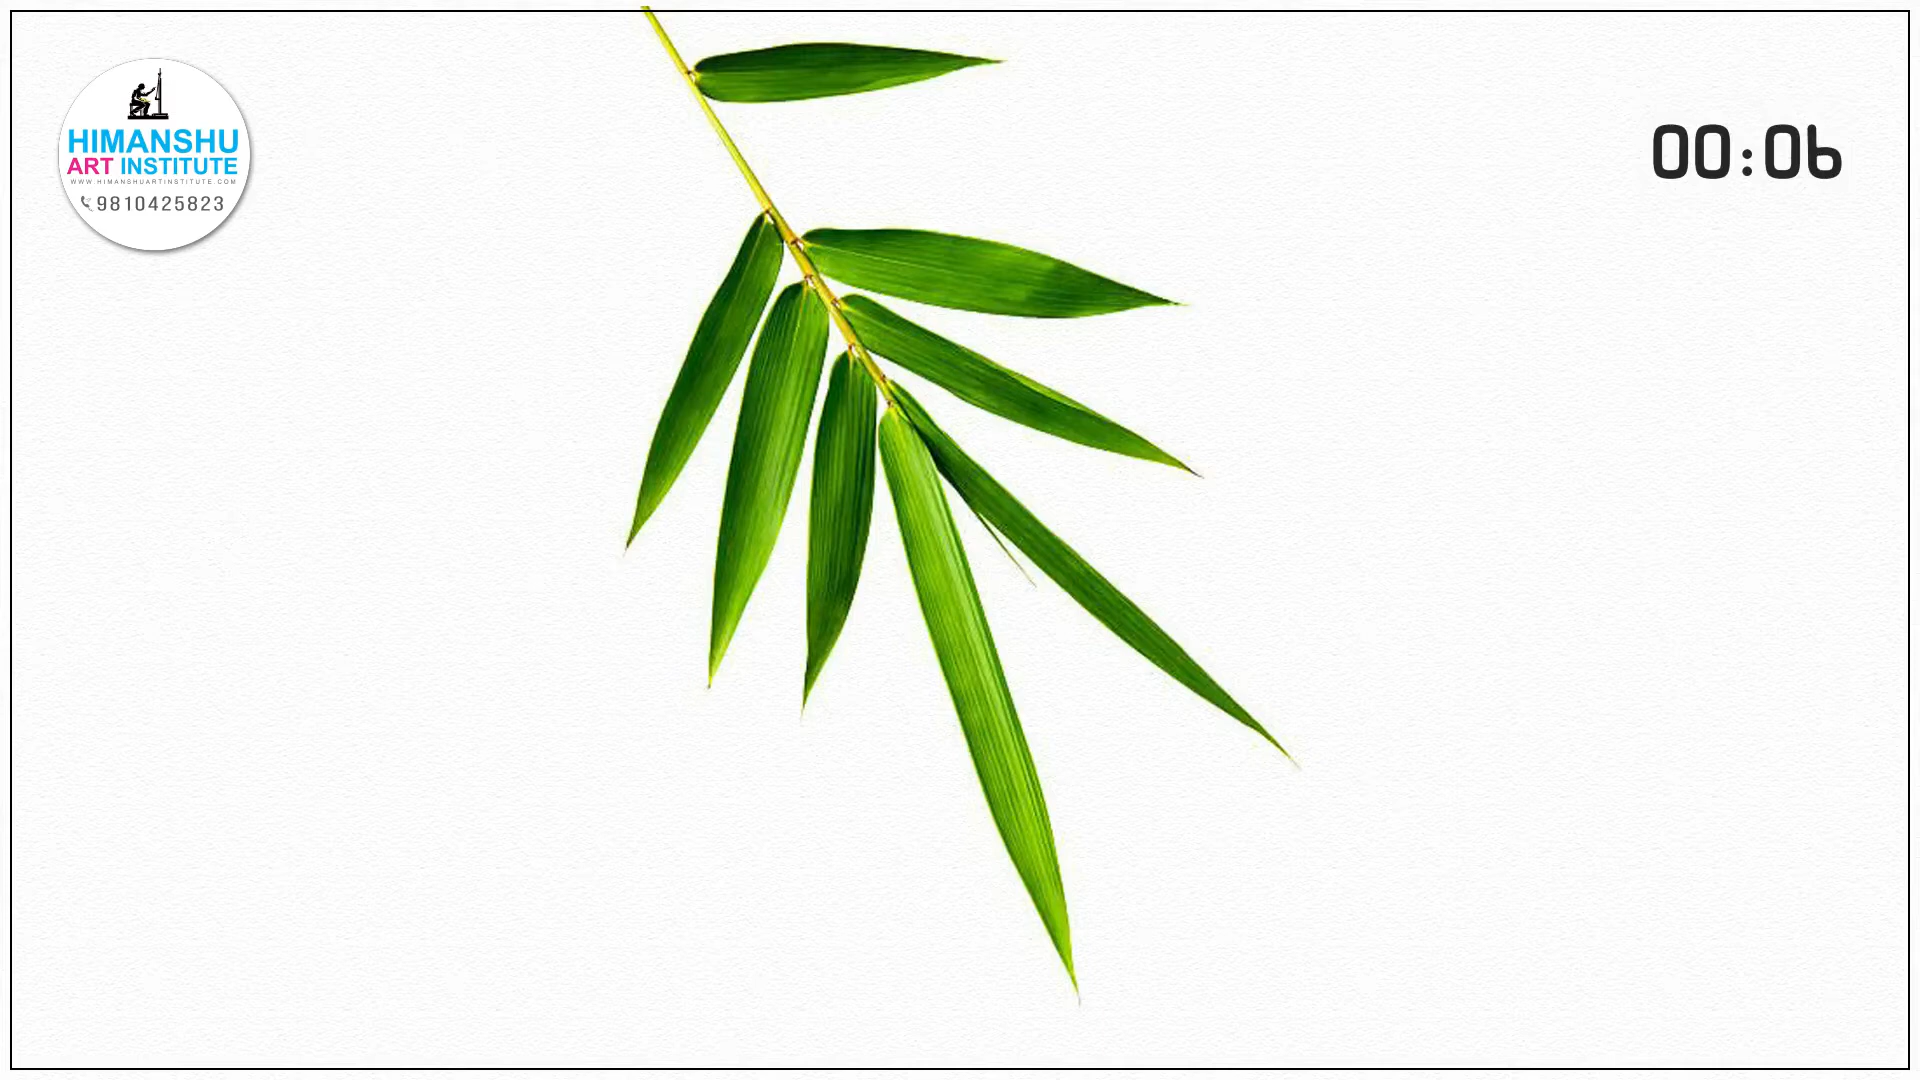 HIMANSHU
ART INSTITUTE
WWW.HIMANSHUARTINSTITUTE.COM
9810425823
00:06